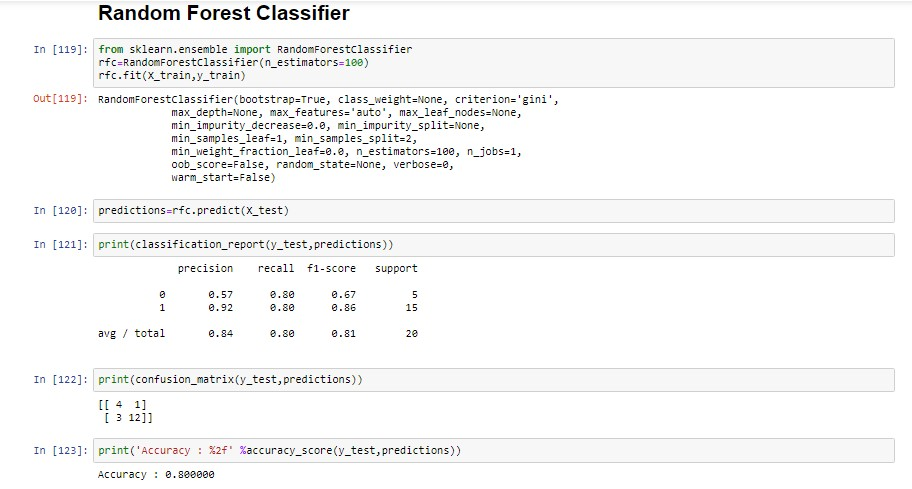 Random Forest Classifier
In [119]: from sklearn.ensemble import RandomForestClassifier
rfc=RandomForestClassifier(n_estimators=100)
rfc.fit(X_train,y_train)
Out[119]: RandomForestClassifier(bootstrap=True, class_weight=None, criterion='gini',
max_depth=None, max_features='auto', max_leaf_nodes=None,
min_impurity_decrease=0.0, min_impurity_split=None,
min_samples_leaf=1, min_samples_split=2,
min_weight_fraction_leaf=0.0, n_estimators=100, n_jobs=1,
oob_score=False, random_state=None, verbose=0,
warm_start=False)
In [120]: predictions=rfc.predict(X_test)
In [121]: print(classification_report(y_test,predictions))
precision recall f1-score support
0 0.57 0.80 0.67 5
1 0.92 0.80 0.86 15
avg / total 0.84 0.80 0.81 20
In [122]: print(confusion_matrix(y_test,predictions))
[[ 4 1]
[ 3 12]]
In [123]: print('Accuracy : %2f' %accuracy_score(y_test,predictions))
Accuracy : 0.800000